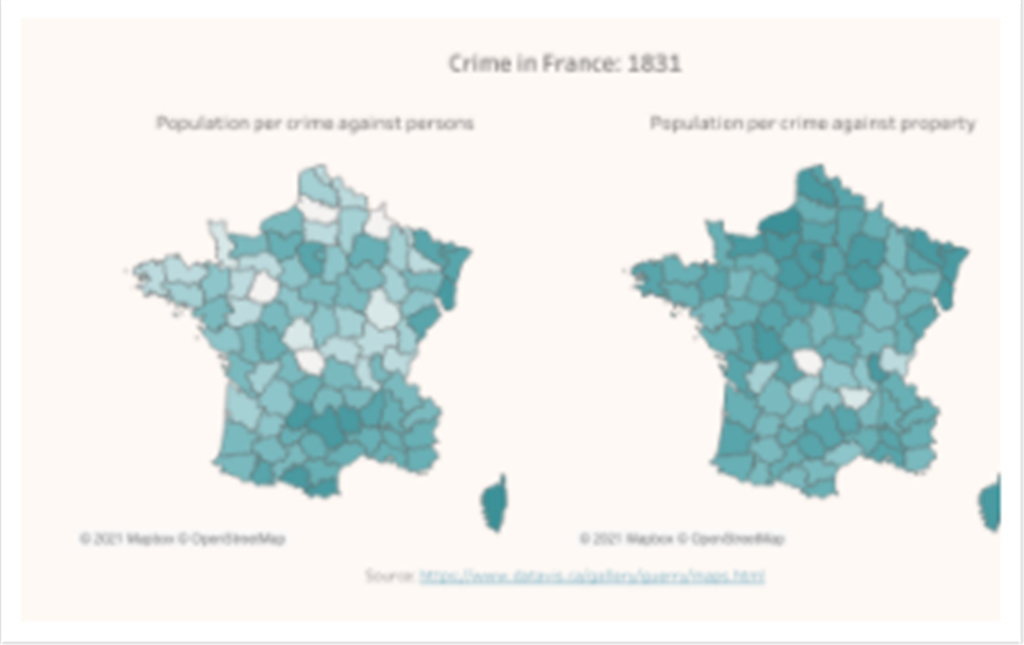 Crime in France: 1831
Population per crime against persons
Population per crime against property
© 2021 Mapbox © OpenStreetMap
© 2021 Mapbox © OpenStreetMap
Source: https://www.datavis.ca/gallery/guerry/maps.html